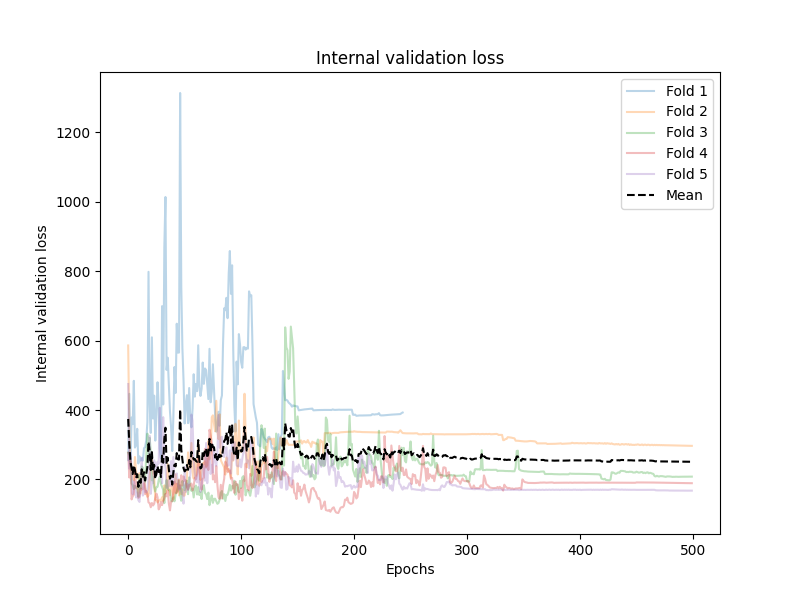 Internal validation loss
Internal validation loss
1200
1000
800
600
400
200
0
100
200
300
400
500
Epochs
Fold 1
Fold 2
Fold 3
Fold 4
Fold 5
Mean